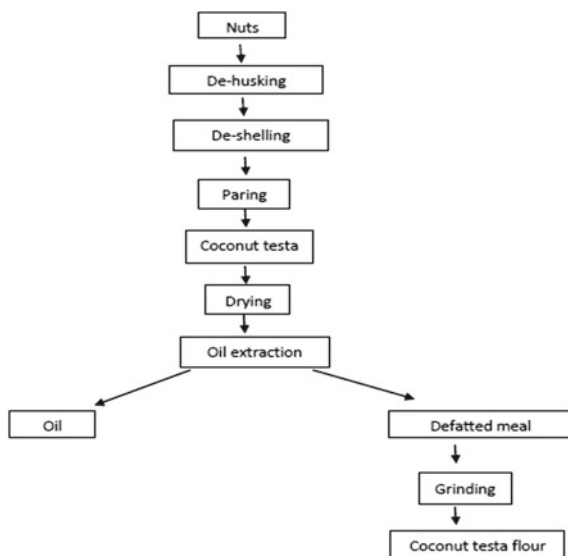 Nuts
De-husking
De-shelling
Paring
Coconut testa
Drying
Oil extraction
Oil
Defatted meal
Grinding
Coconut testa flour